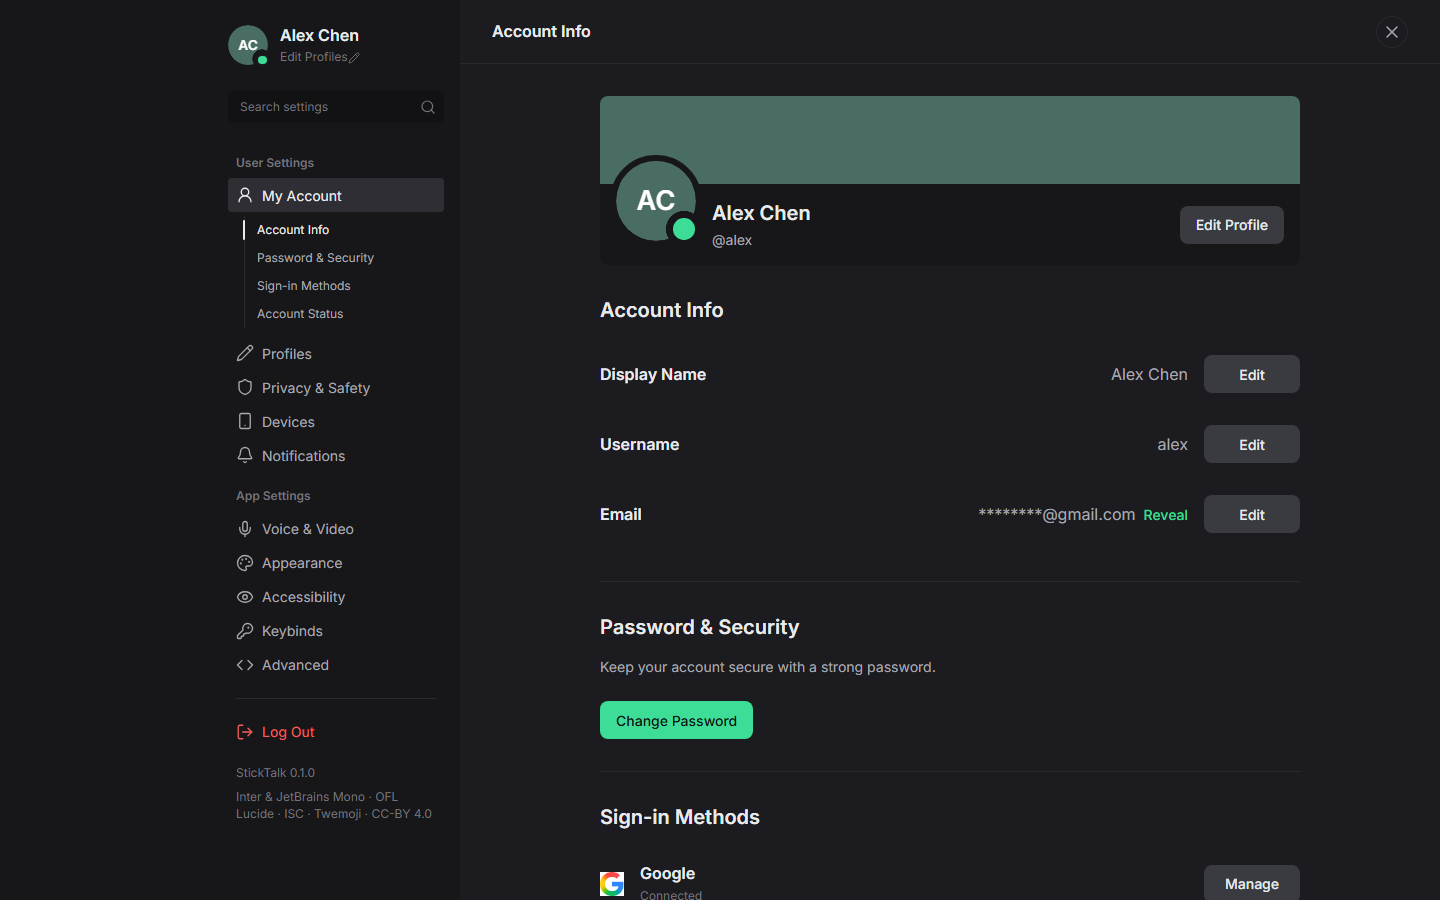 AC
Alex Chen
Edit Profiles
Search settings
User Settings
My Account
Account Info
Password & Security
Sign-in Methods
Account Status
Profiles
Privacy & Safety
Devices
Notifications
App Settings
Voice & Video
Appearance
Accessibility
Keybinds
Advanced
Log Out
StickTalk 0.1.0
Inter & JetBrains Mono · OFL
Lucide · ISC · Twemoji · CC-BY 4.0
Account Info
AC
Alex Chen
@alex
Edit Profile
Account Info
Display Name
Alex Chen
Edit
Username
alex
Edit
Email
********@gmail.com Reveal
Edit
Password & Security
Keep your account secure with a strong password.
Change Password
Sign-in Methods
Google
Connected
Manage